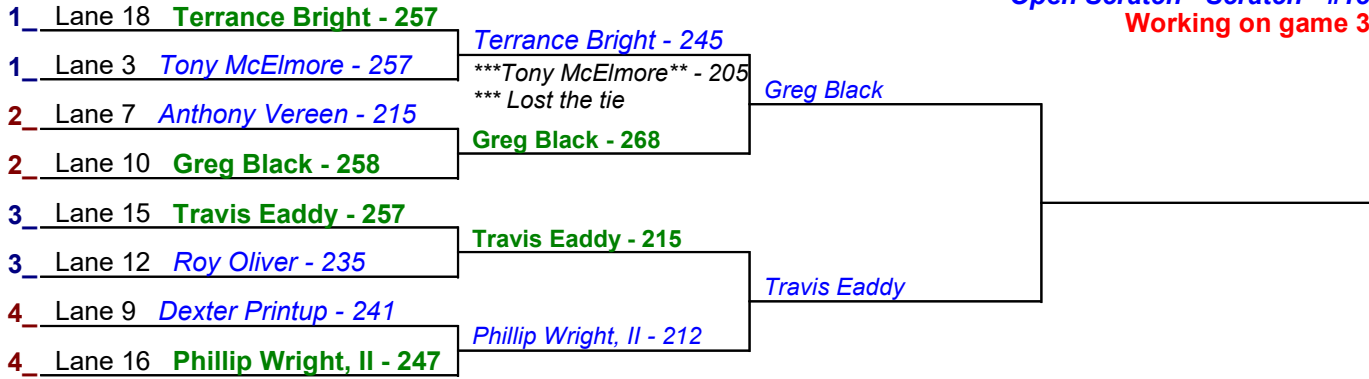 Working on game 3
1_ Lane 18 Terrance Bright - 257
Terrance Bright - 245
1_ Lane 3 Tony McElmore - 257
***Tony McElmore** - 205
*** Lost the tie
Greg Black
2_ Lane 7 Anthony Vereen - 215
Greg Black - 268
2_ Lane 10 Greg Black - 258
3_ Lane 15 Travis Eaddy - 257
Travis Eaddy - 215
3_ Lane 12 Roy Oliver - 235
Travis Eaddy
4_ Lane 9 Dexter Printup - 241
Phillip Wright, II - 212
4_ Lane 16 Phillip Wright, II - 247